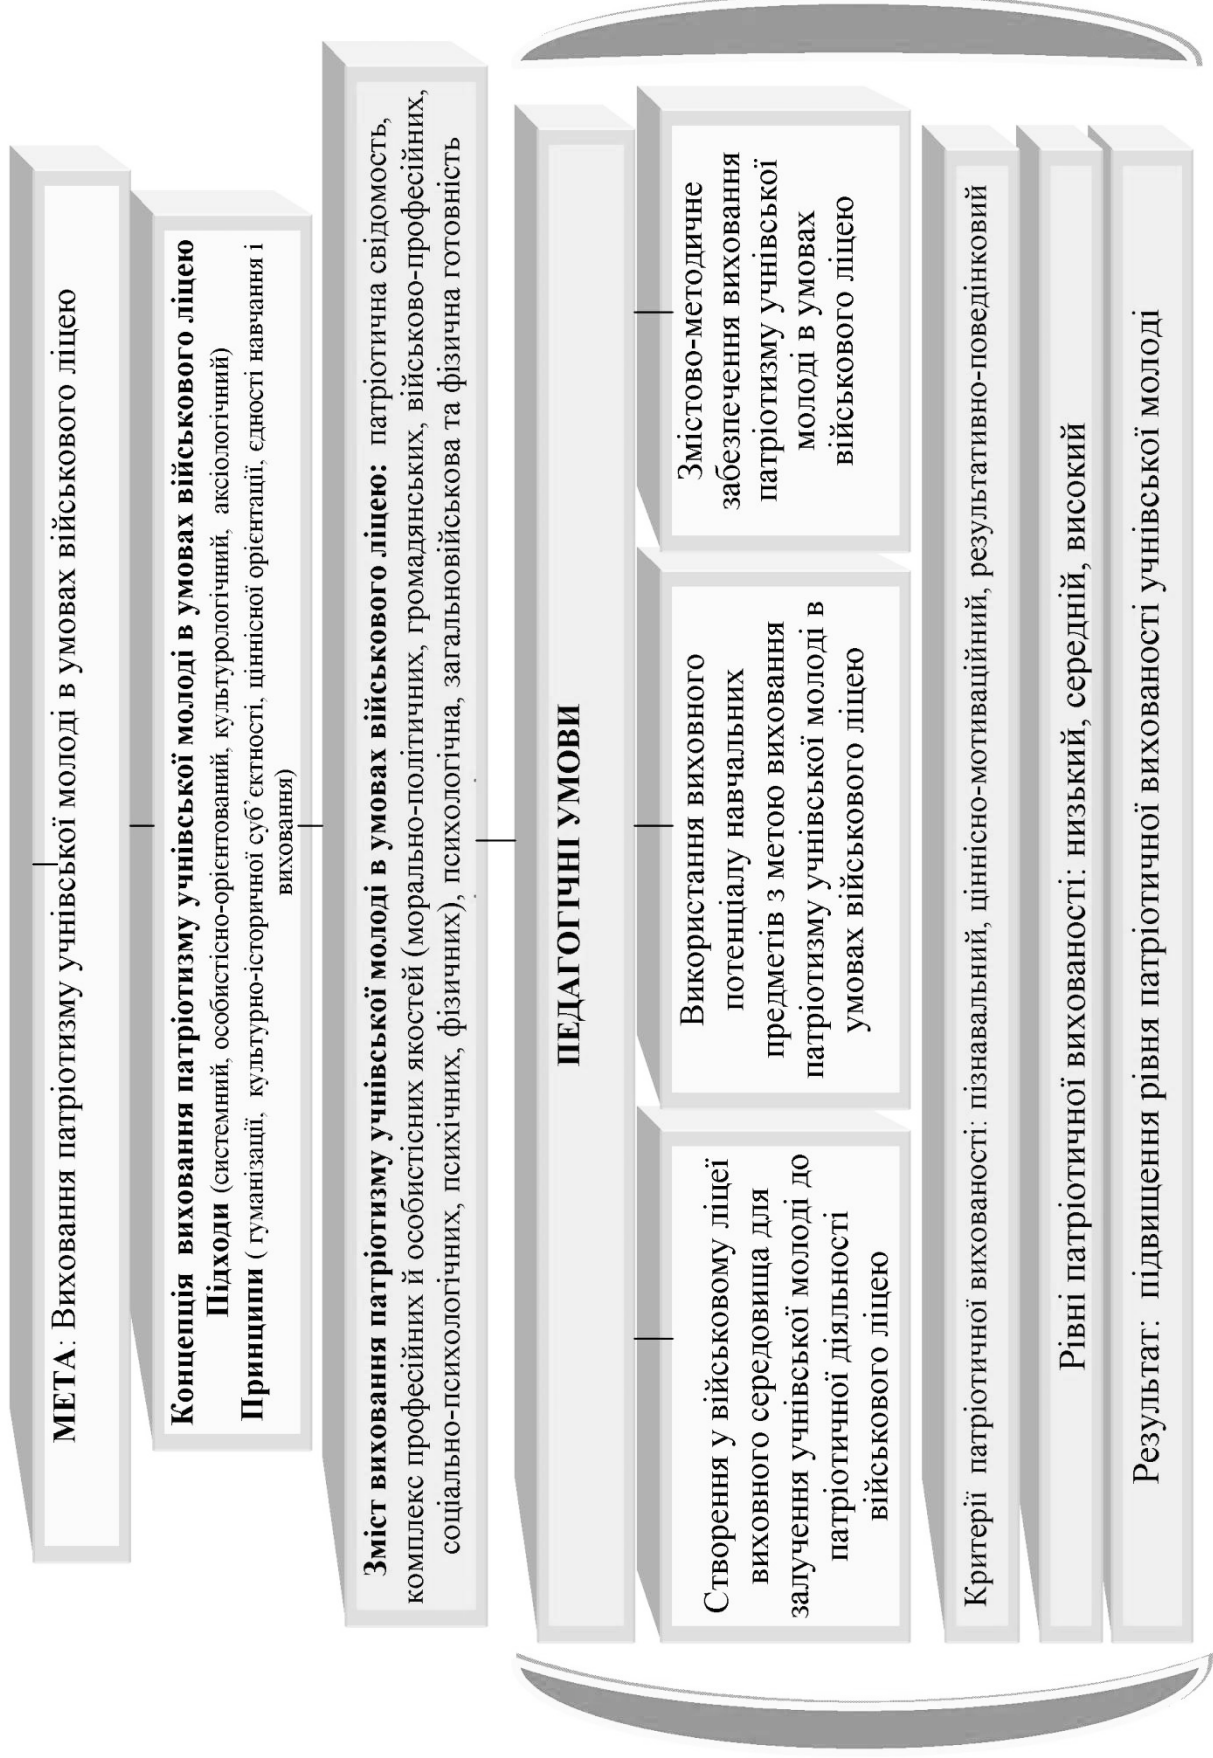 МЕТА: Виховання патріотизму учнівської молоді в умовах військового ліцею
Концепція виховання патріотизму учнівської молоді в умовах військового ліцею
Підходи (системний, особистісно-орієнтований, культурологічний, аксіологічний)
Принципи ( гуманізації, культурно-історичної суб’єктності, ціннісної орієнтації, єдності навчання і
виховання)
Зміст виховання патріотизму учнівської молоді в умовах військового ліцею: патріотична свідомість,
комплекс професійних й особистісних якостей (морально-політичних, громадянських, військово-професійних,
соціально-психологічних, психічних, фізичних), психологічна, загальновійськова та фізична готовність
ПЕДАГОГІЧНІ УМОВИ
Створення у військовому ліцеї
виховного середовища для
залучення учнівської молоді до
патріотичної діяльності
військового ліцею
Використання виховного
потенціалу навчальних
предметів з метою виховання
патріотизму учнівської молоді в
умовах військового ліцею
Змістово-методичне
забезпечення виховання
патріотизму учнівської
молоді в умовах
військового ліцею
Критерії патріотичної вихованості: пізнавальний, ціннісно-мотиваційний, результативно-поведінковий
Рівні патріотичної вихованості: низький, середній, високий
Результат: підвищення рівня патріотичної вихованості учнівської молоді